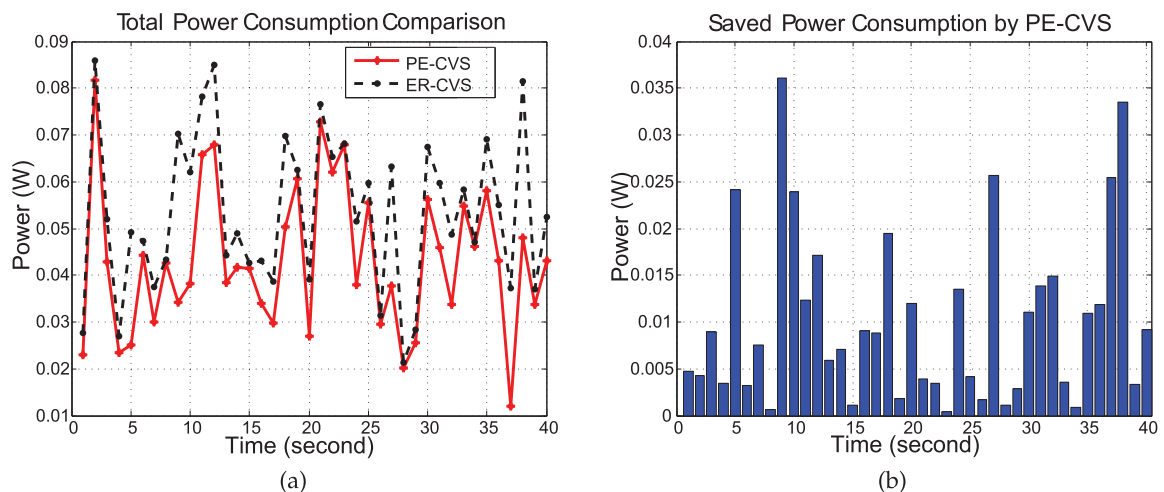 Total Power Consumption Comparison
0.09
0.08
0.07
0.06
0.05
0.04
0.03
0.02
0.01
Power (W)
PE-CVS
ER-CVS
0 5 10 15 20 25 30 35 40
Time (second)
(a)
Saved Power Consumption by PE-CVS
0.04
0.035
0.03
0.025
0.02
0.015
0.01
0.005
0
Power (W)
0 5 10 15 20 25 30 35 40
Time (second)
(b)